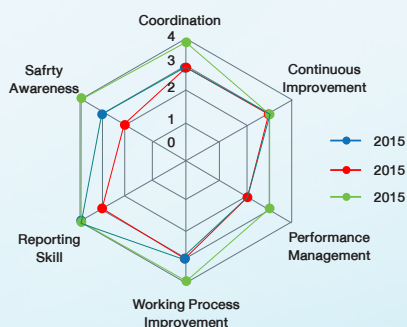 Coordination
4
3
2
1
0
Safrty
Awareness
Continuous
Improvement
2015
2015
2015
Reporting
Skill
Performance
Management
Working Process
Improvement